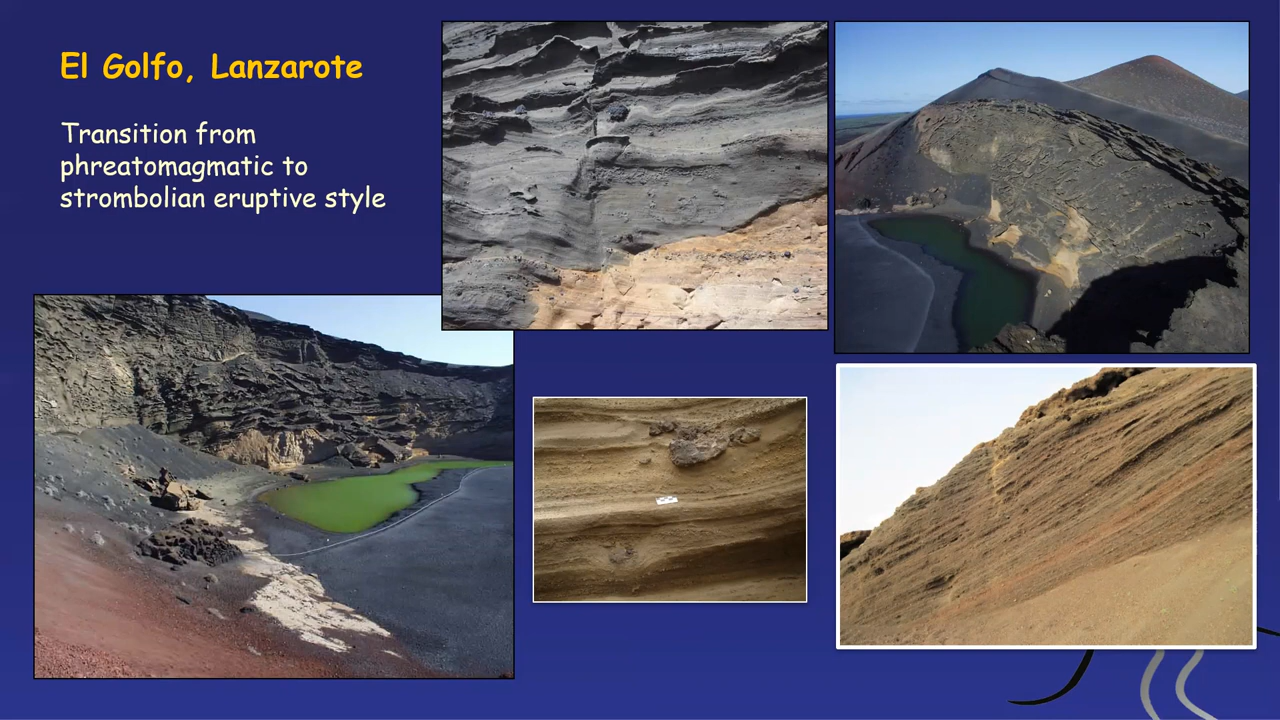 El Golfo, Lanzarote
Transition from
phreatomagmatic to
strombolian eruptive style